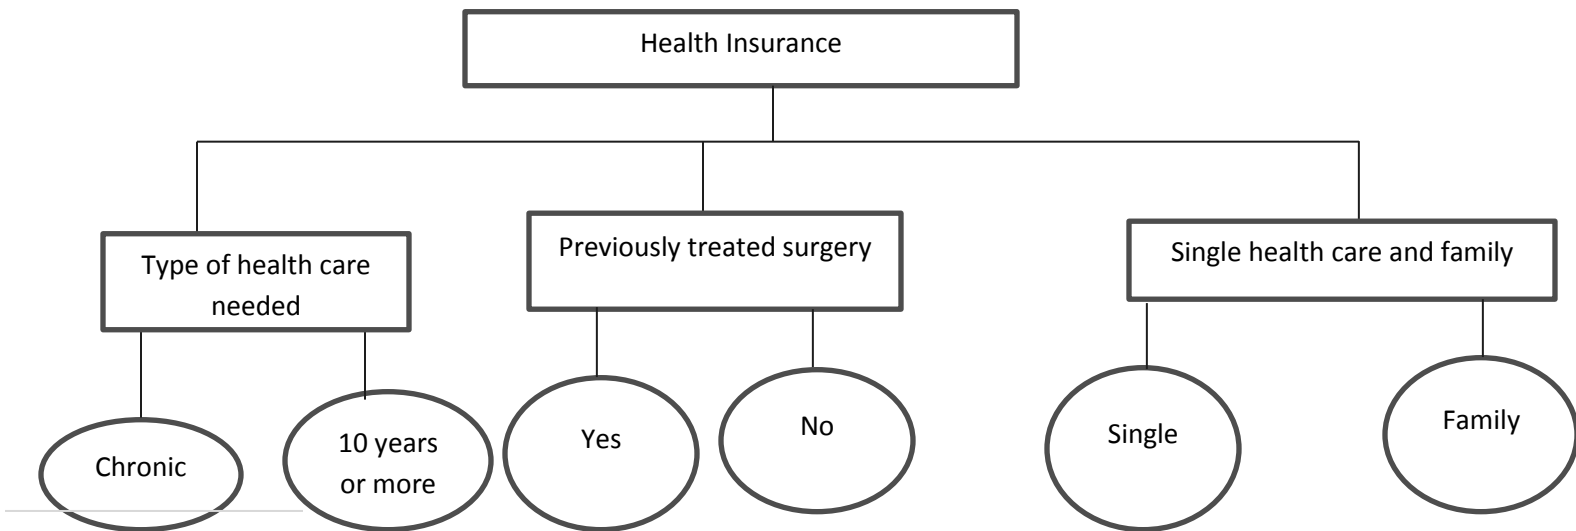 Health Insurance
Type of health care
needed
Previously treated surgery
Single health care and family
Chronic
10 years
or more
Yes
No
Single
Family